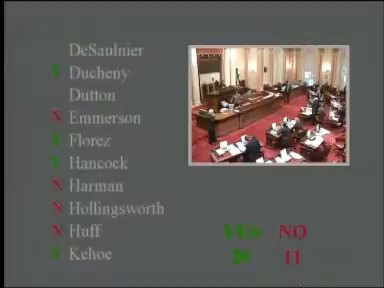 DeSaulnier
Y Ducheny
Dutton
N Emmerson
Y Florez
Y Hancock
N Harman
N Hollingsworth
N Huff
Y Kehoe
YES NO
20 11